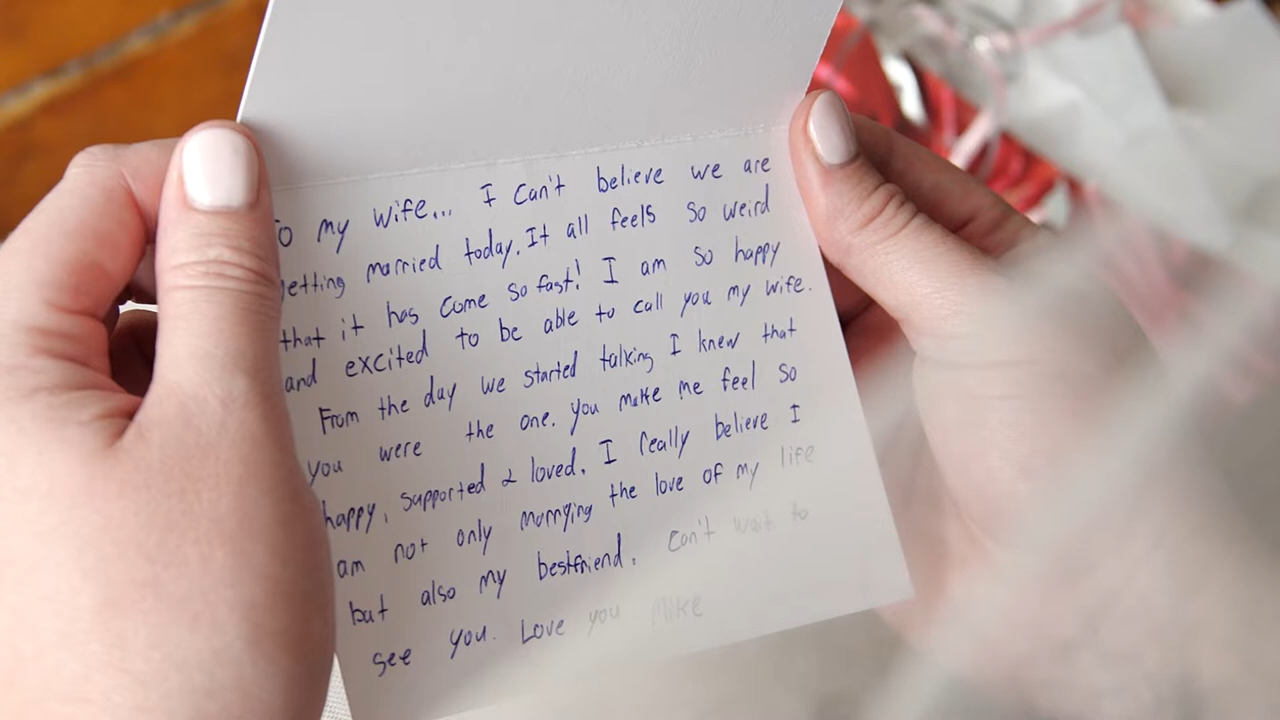 To my wife... I can't believe we are
getting married today. It all feels so weird
that it has come so fast! I am so happy
and excited to be able to call you my wife.
From the day we started talking I knew that
you were the one. you make me feel so
happy, supported & loved. I really believe I
am not only marrying the love of my life
but also my bestfriend. Can't wait to
see you. Love you Mike